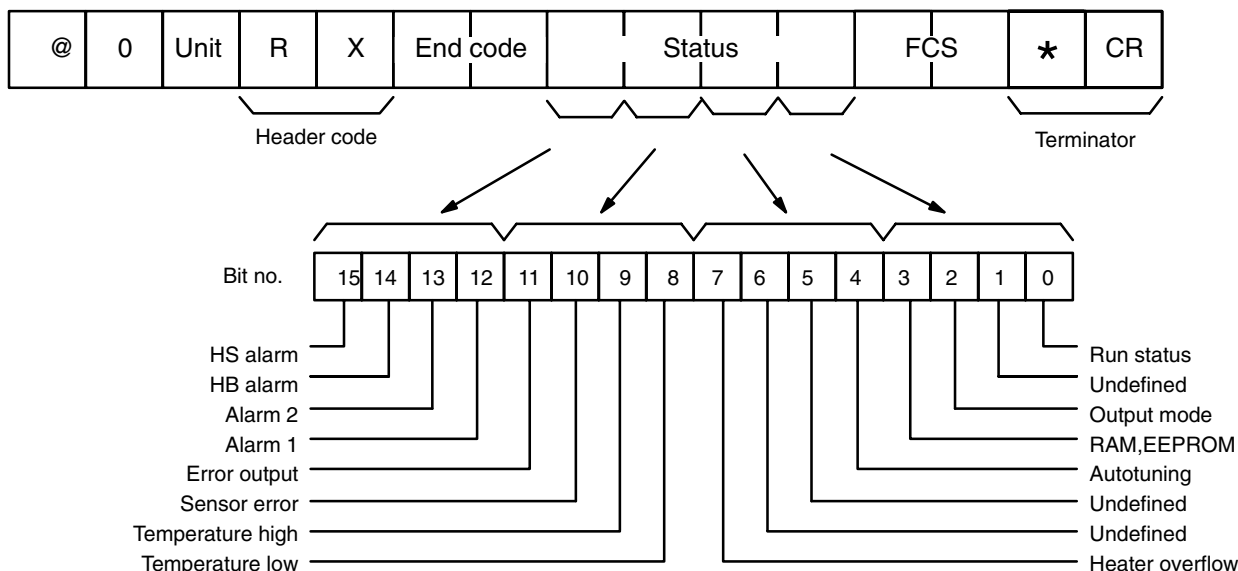 @ 0 Unit R X End code Status FCS * CR
Header code Terminator
Bit no. 15 14 13 12 11 10 9 8 7 6 5 4 3 2 1 0
HS alarm Run status
HB alarm Undefined
Alarm 2 Output mode
Alarm 1 RAM,EEPROM
Error output Autotuning
Sensor error Undefined
Temperature high Undefined
Temperature low Heater overflow